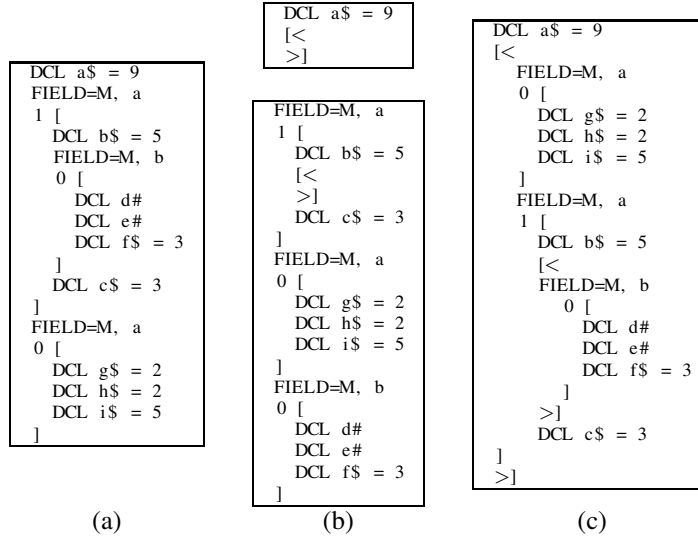 DCL a$ = 9
FIELD=M, a
1 [
DCL b$ = 5
FIELD=M, b
0 [
DCL d#
DCL e#
DCL f$ = 3
]
DCL c$ = 3
]
FIELD=M, a
0 [
DCL g$ = 2
DCL h$ = 2
DCL i$ = 5
]
(a)
DCL a$ = 9
[<
>]
FIELD=M, a
1 [
DCL b$ = 5
[<
>]
DCL c$ = 3
]
FIELD=M, a
0 [
DCL g$ = 2
DCL h$ = 2
DCL i$ = 5
]
FIELD=M, b
0 [
DCL d#
DCL e#
DCL f$ = 3
]
(b)
DCL a$ = 9
[<
FIELD=M, a
0 [
DCL g$ = 2
DCL h$ = 2
DCL i$ = 5
]
FIELD=M, a
1 [
DCL b$ = 5
[<
FIELD=M, b
0 [
DCL d#
DCL e#
DCL f$ = 3
]
>]
DCL c$ = 3
]
>]
(c)